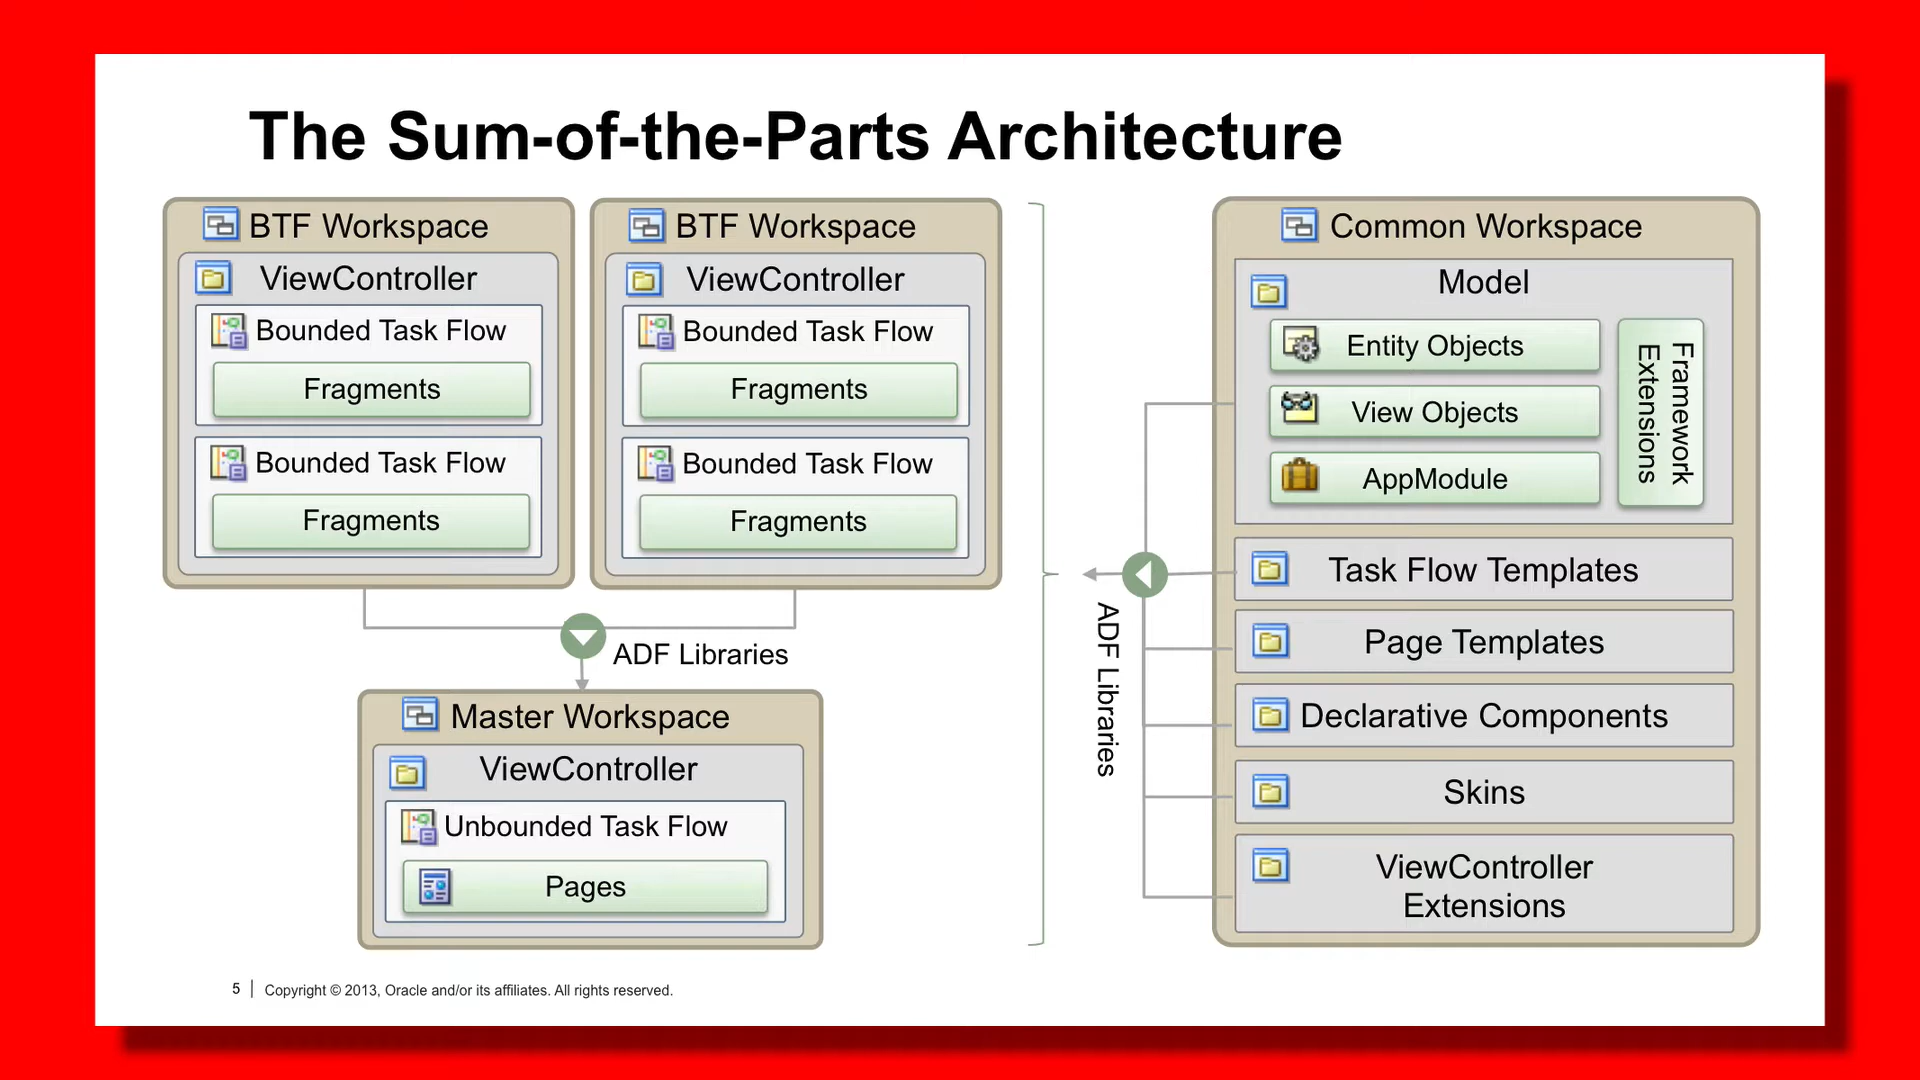 The Sum-of-the-Parts Architecture
BTF Workspace
ViewController
Bounded Task Flow
Fragments
Bounded Task Flow
Fragments
BTF Workspace
ViewController
Bounded Task Flow
Fragments
Bounded Task Flow
Fragments
ADF Libraries
Master Workspace
ViewController
Unbounded Task Flow
Pages
ADF Libraries
Common Workspace
Model
Entity Objects
View Objects
AppModule
Framework
Extensions
Task Flow Templates
Page Templates
Declarative Components
Skins
ViewController
Extensions
5 Copyright © 2013, Oracle and/or its affiliates. All rights reserved.